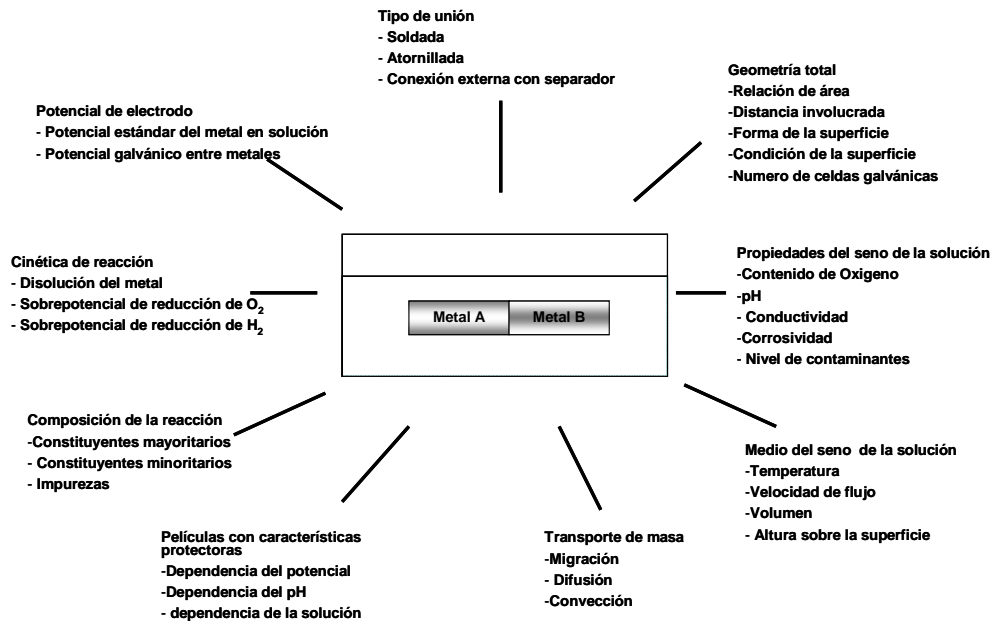 Tipo de unión
- Soldada
- Atornillada
- Conexión externa con separador
Geometría total
-Relación de área
-Distancia involucrada
-Forma de la superficie
-Condición de la superficie
-Numero de celdas galvánicas
Potencial de electrodo
- Potencial estándar del metal en solución
- Potencial galvánico entre metales
Cinética de reacción
- Disolución del metal
- Sobrepotencial de reducción de O2
- Sobrepotencial de reducción de H2
Metal A
Metal B
Propiedades del seno de la solución
-Contenido de Oxigeno
-pH
- Conductividad
-Corrosividad
- Nivel de contaminantes
Composición de la reacción
-Constituyentes mayoritarios
- Constituyentes minoritarios
- Impurezas
Medio del seno de la solución
-Temperatura
-Velocidad de flujo
-Volumen
- Altura sobre la superficie
Películas con características
protectoras
-Dependencia del potencial
-Dependencia del pH
- dependencia de la solución
Transporte de masa
-Migración
- Difusión
-Convección